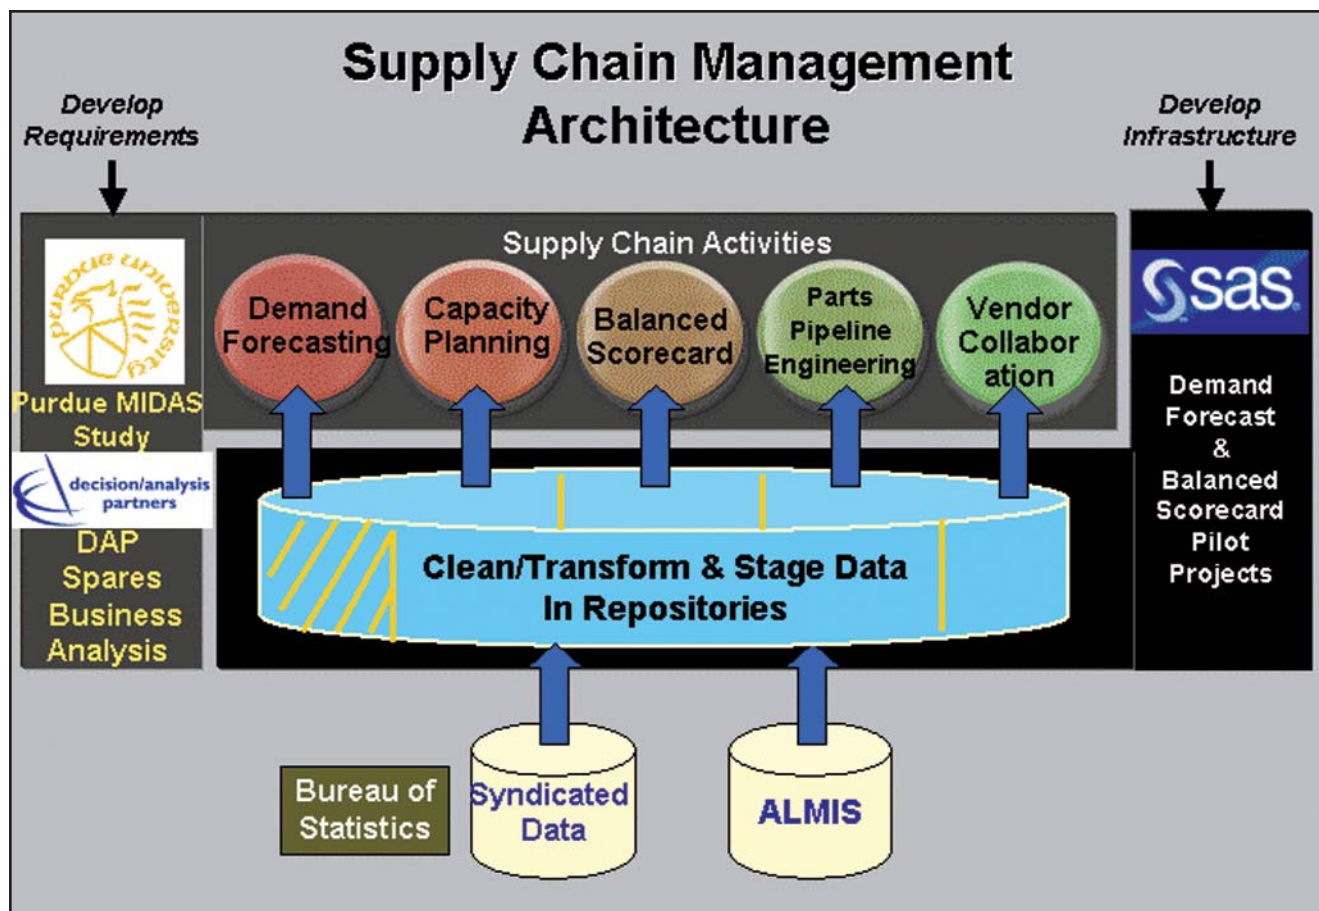 Supply Chain Management
Architecture
Develop
Requirements
Develop
Infrastructure
PURDUE UNIVERSITY
Purdue MIDAS
Study
decision/analysis
partners
DAP
Spares
Business
Analysis
Supply Chain Activities
Demand
Forecasting
Capacity
Planning
Balanced
Scorecard
Parts
Pipeline
Engineering
Vendor
Collabor
ation
Clean/Transform & Stage Data
In Repositories
Bureau of
Statistics
Syndicated
Data
ALMIS
sas
Demand
Forecast
&
Balanced
Scorecard
Pilot
Projects